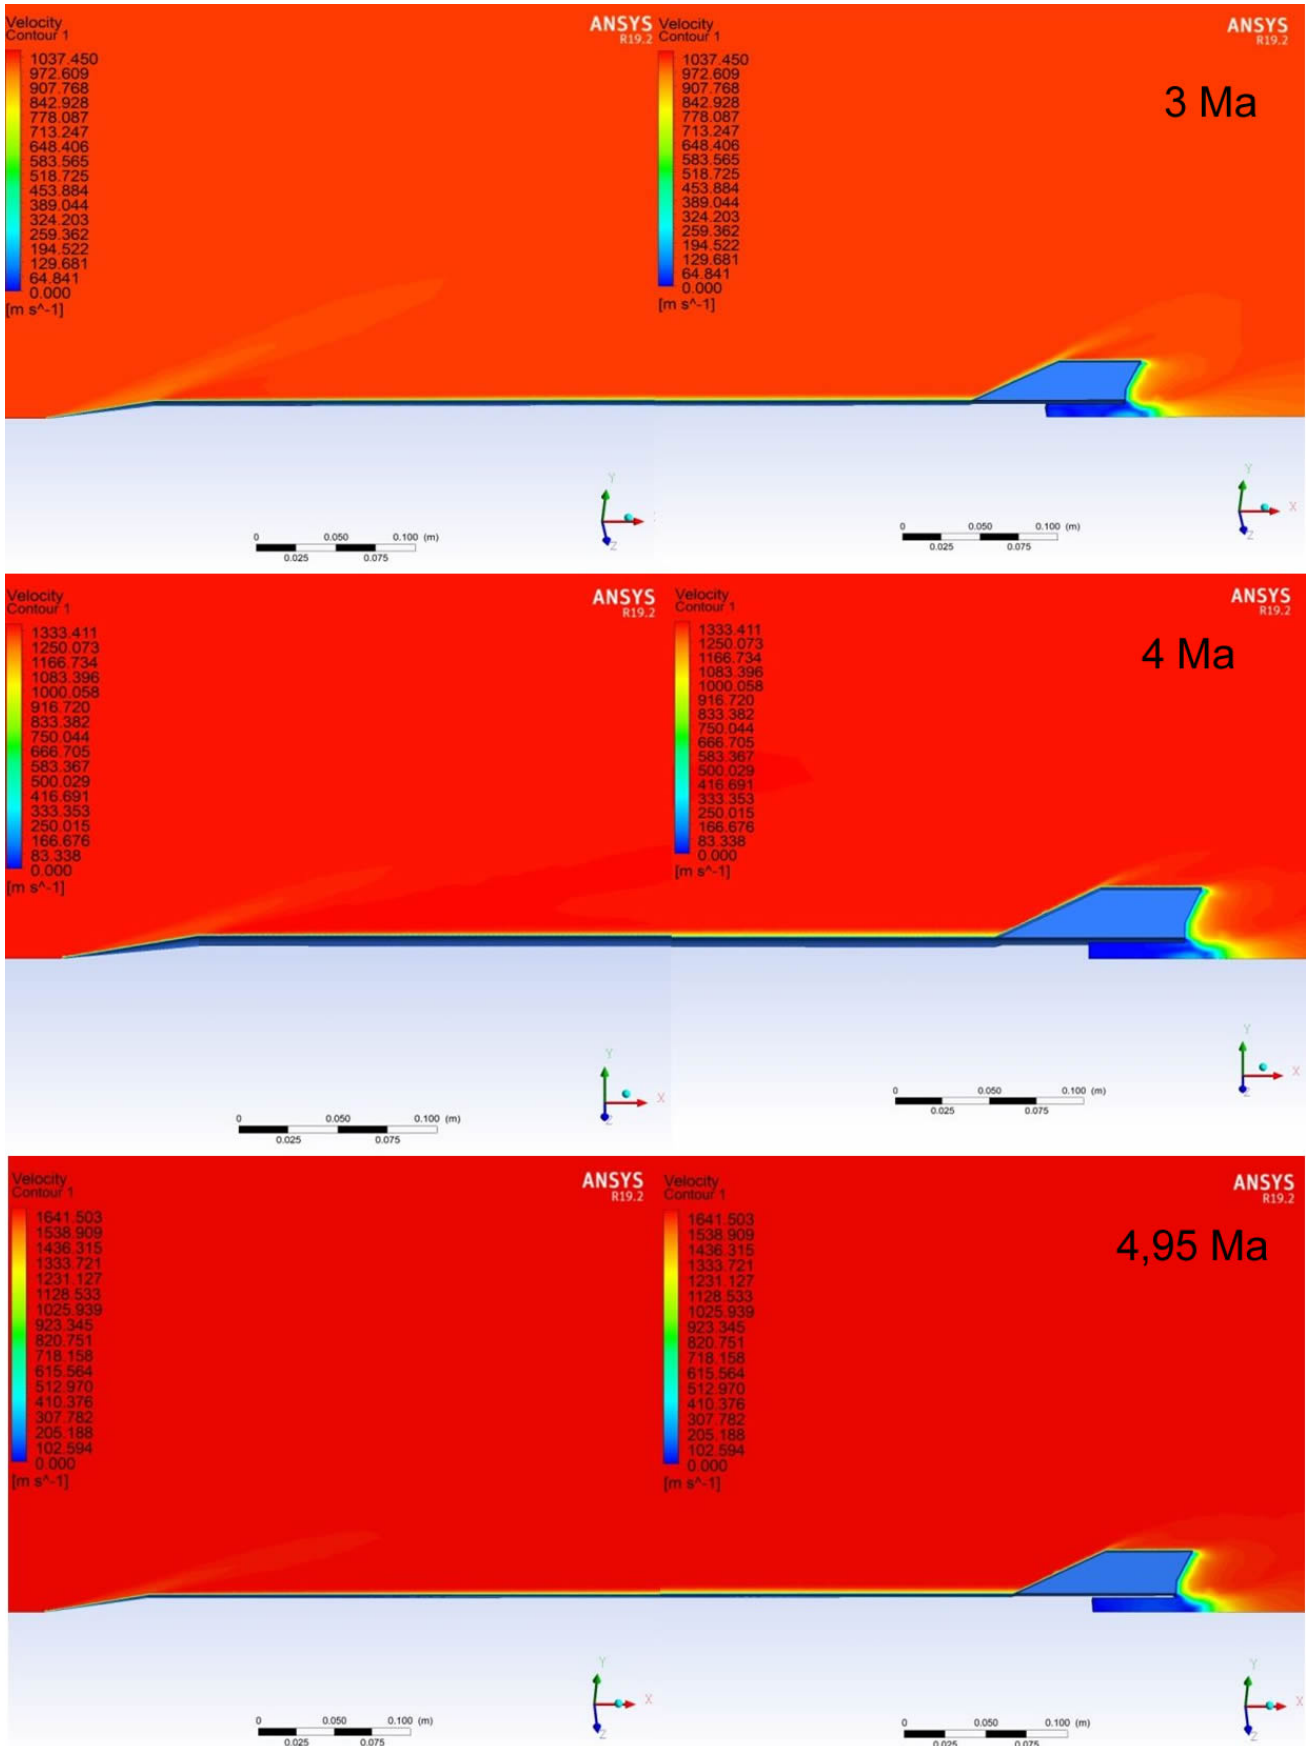 Velocity
Contour 1
1037.450
972.609
907.768
842.928
778.087
713.247
648.406
583.565
518.725
453.884
389.044
324.203
259.362
194.522
129.681
64.841
0.000
[m s^-1]
ANSYS
R19.2
Y
Z
0 0.050 0.100 (m)
0.025 0.075
Velocity
Contour 1
1037.450
972.609
907.768
842.928
778.087
713.247
648.406
583.565
518.725
453.884
389.044
324.203
259.362
194.522
129.681
64.841
0.000
[m s^-1]
ANSYS
R19.2
3 Ma
Y
X
Z
0 0.050 0.100 (m)
0.025 0.075
Velocity
Contour 1
1333.411
1250.073
1166.734
1083.396
1000.058
916.720
833.382
750.044
666.705
583.367
500.029
416.691
333.353
250.015
166.676
83.338
0.000
[m s^-1]
ANSYS
R19.2
Y
X
Z
0 0.050 0.100 (m)
0.025 0.075
Velocity
Contour 1
1333.411
1250.073
1166.734
1083.396
1000.058
916.720
833.382
750.044
666.705
583.367
500.029
416.691
333.353
250.015
166.676
83.338
0.000
[m s^-1]
ANSYS
R19.2
4 Ma
Y
X
Z
0 0.050 0.100 (m)
0.025 0.075
Velocity
Contour 1
1641.503
1538.909
1436.315
1333.721
1231.127
1128.533
1025.939
923.345
820.751
718.158
615.564
512.970
410.376
307.782
205.188
102.594
0.000
[m s^-1]
ANSYS
R19.2
Y
X
Z
0 0.050 0.100 (m)
0.025 0.075
Velocity
Contour 1
1641.503
1538.909
1436.315
1333.721
1231.127
1128.533
1025.939
923.345
820.751
718.158
615.564
512.970
410.376
307.782
205.188
102.594
0.000
[m s^-1]
ANSYS
R19.2
4,95 Ma
Y
X
Z
0 0.050 0.100 (m)
0.025 0.075